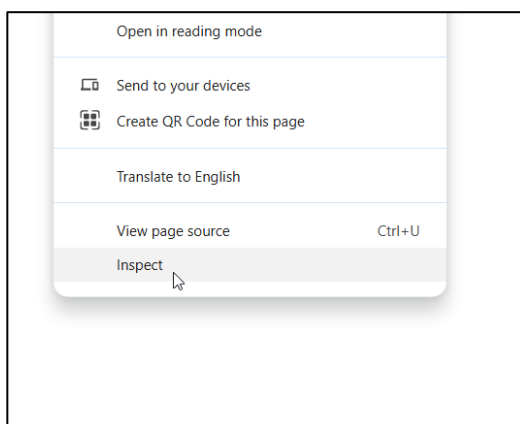 Open in reading mode
Send to your devices
Create QR Code for this page
Translate to English
View page source Ctrl+U
Inspect